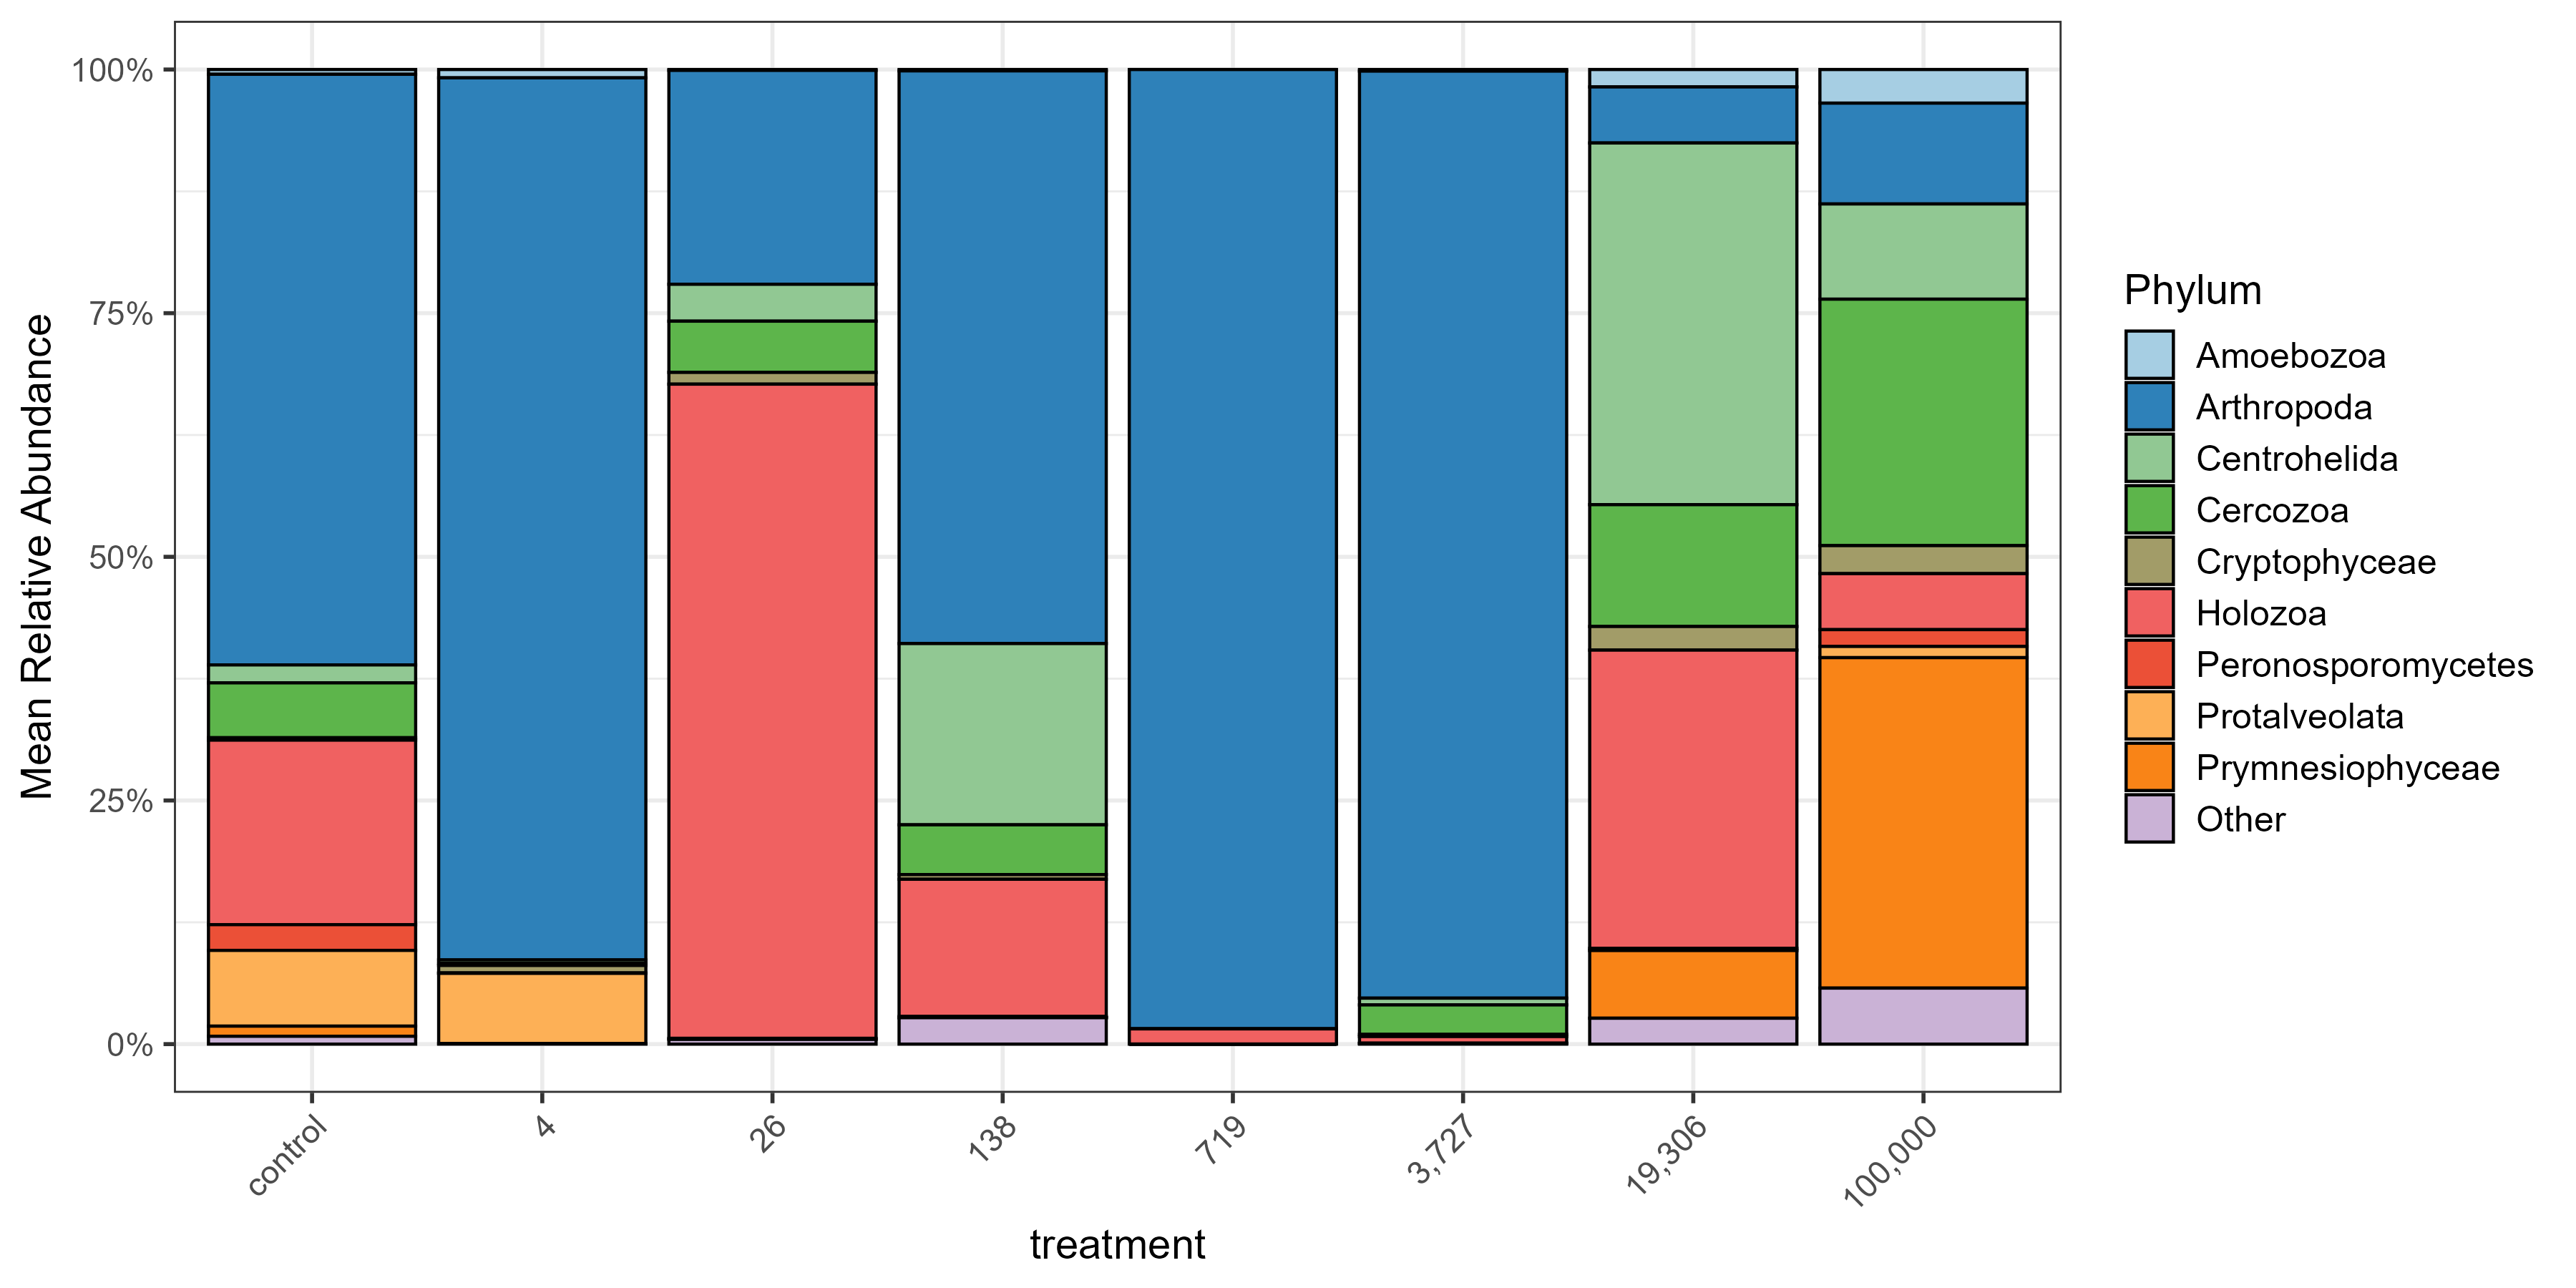 Mean Relative Abundance
100%
75%
50%
25%
0%
control
4
26
138
719
3,727
19,306
100,000
treatment
Phylum
Amoebozoa
Arthropoda
Centrohelida
Cercozoa
Cryptophyceae
Holozoa
Peronosporomycetes
Protalveolata
Prymnesiophyceae
Other